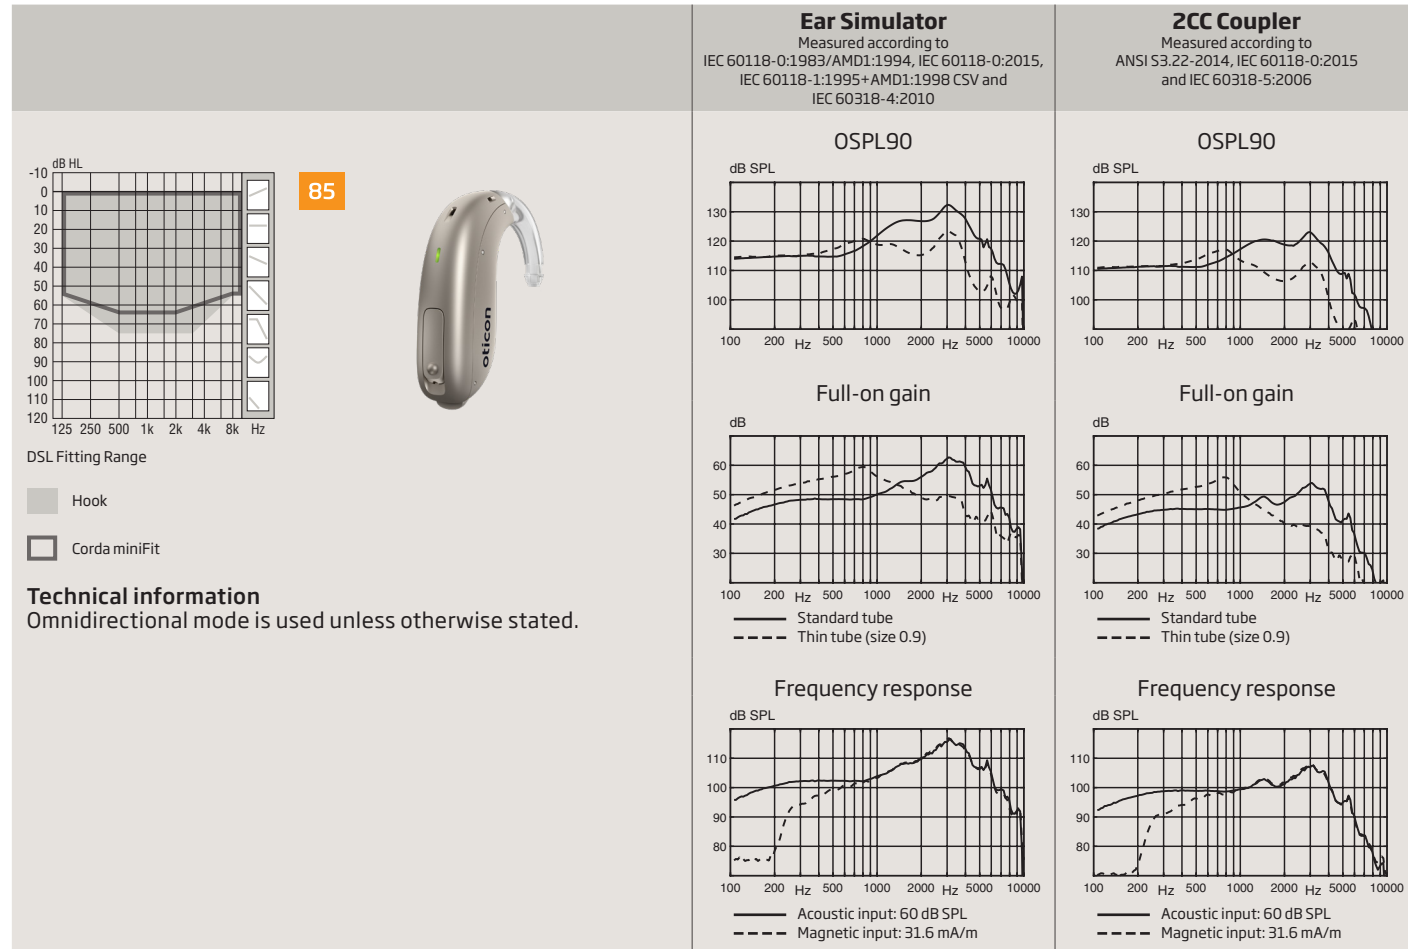 Ear Simulator
Measured according to
IEC 60118-0:1983/AMD1:1994, IEC 60118-0:2015,
IEC 60118-1:1995+AMD1:1998 CSV and
IEC 60318-4:2010
2CC Coupler
Measured according to
ANSI S3.22-2014, IEC 60118-0:2015
and IEC 60318-5:2006
dB HL
-10
0
10
20
30
40
50
60
70
80
90
100
110
120
125 250 500 1k 2k 4k 8k Hz
DSL Fitting Range
Hook
Corda miniFit
85
oticon
Technical information
Omnidirectional mode is used unless otherwise stated.
OSPL90
dB SPL
130
120
110
100
100 200 Hz 500 1000 2000 Hz 5000 10000
Full-on gain
dB
60
50
40
30
100 200 Hz 500 1000 2000 Hz 5000 10000
Standard tube
Thin tube (size 0.9)
Frequency response
dB SPL
110
100
90
80
100 200 Hz 500 1000 2000 Hz 5000 10000
Acoustic input: 60 dB SPL
Magnetic input: 31.6 mA/m
OSPL90
dB SPL
130
120
110
100
100 200 Hz 500 1000 2000 Hz 5000 10000
Full-on gain
dB
60
50
40
30
100 200 Hz 500 1000 2000 Hz 5000 10000
Standard tube
Thin tube (size 0.9)
Frequency response
dB SPL
110
100
90
80
100 200 Hz 500 1000 2000 Hz 5000 10000
Acoustic input: 60 dB SPL
Magnetic input: 31.6 mA/m